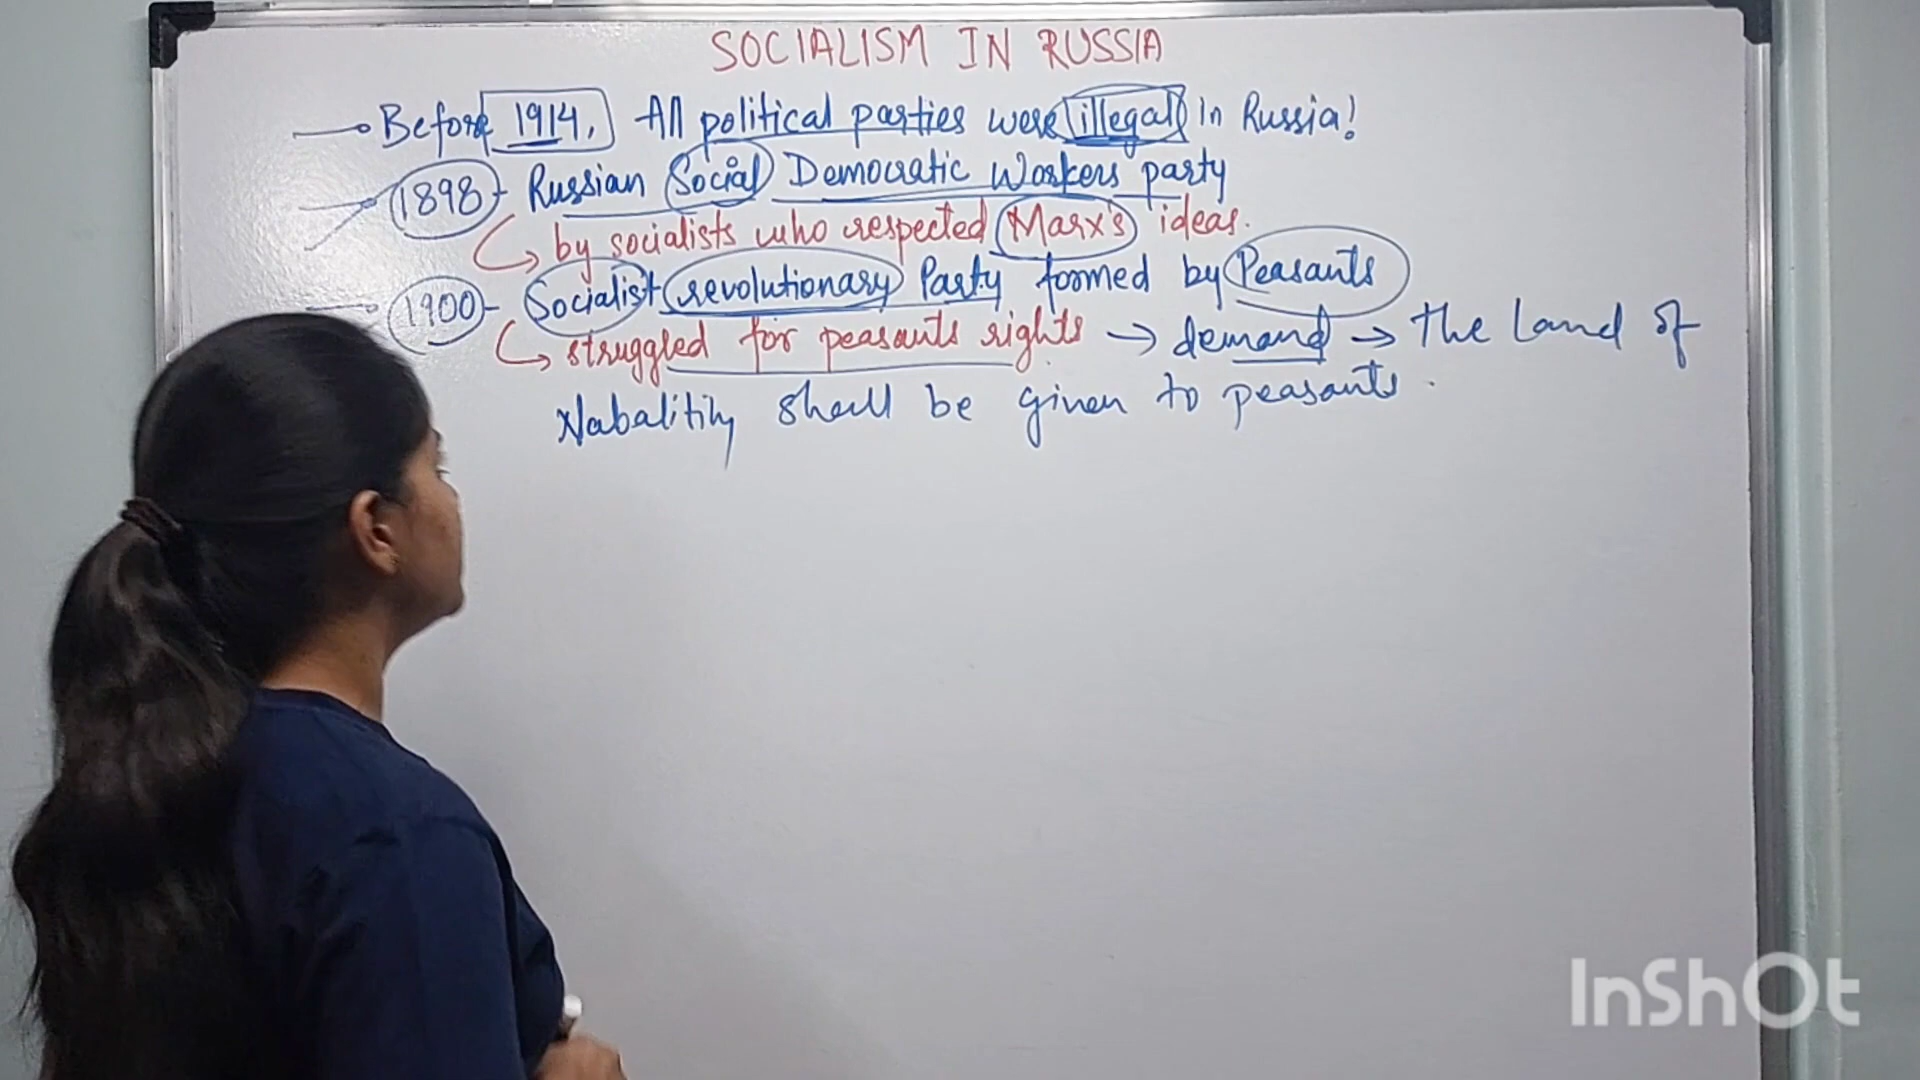 SOCIALISM IN RUSSIA
Before 1914, All political parties were illegal in Russia!
1898 - Russian Social Democratic Workers party
by socialists who respected Marx's ideas.
1900 - Socialist revolutionary Party formed by Peasants
struggled for peasants rights → demand → the land of
Nabalitily shall be given to peasants.
InShOt